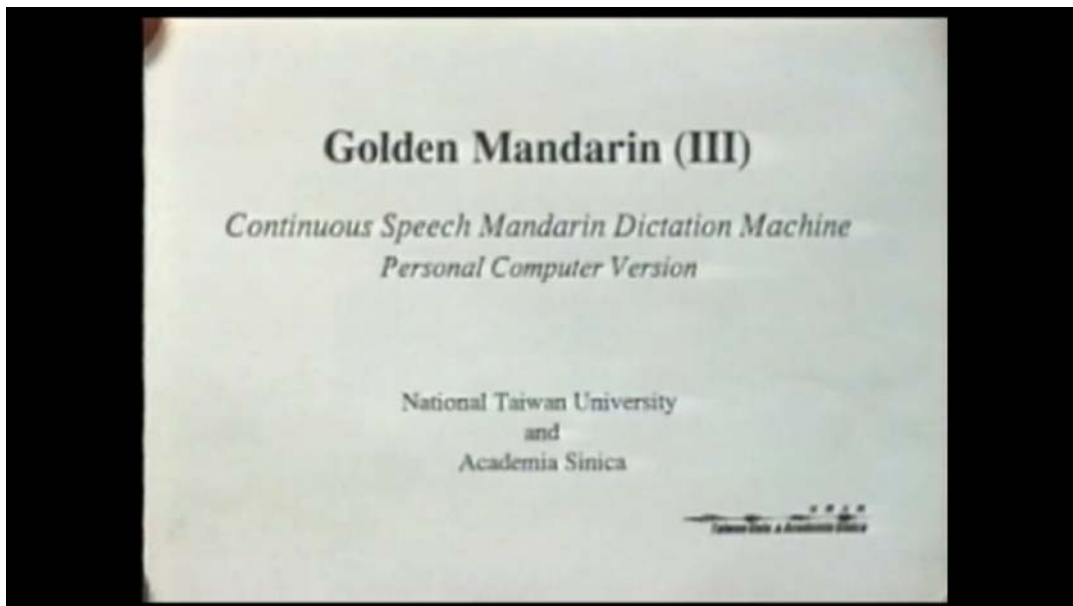 Golden Mandarin (III)
Continuous Speech Mandarin Dictation Machine
Personal Computer Version
National Taiwan University
and
Academia Sinica